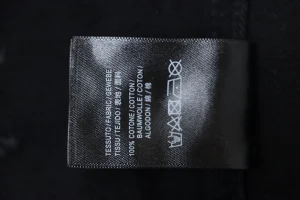 TESSUTO/FABRIC/GEWEBE
TISSU/TEJIDO/表地/面料
100% COTONE/COTTON/
BAUMWOLLE/COTON/
ALGODON/綿/棉